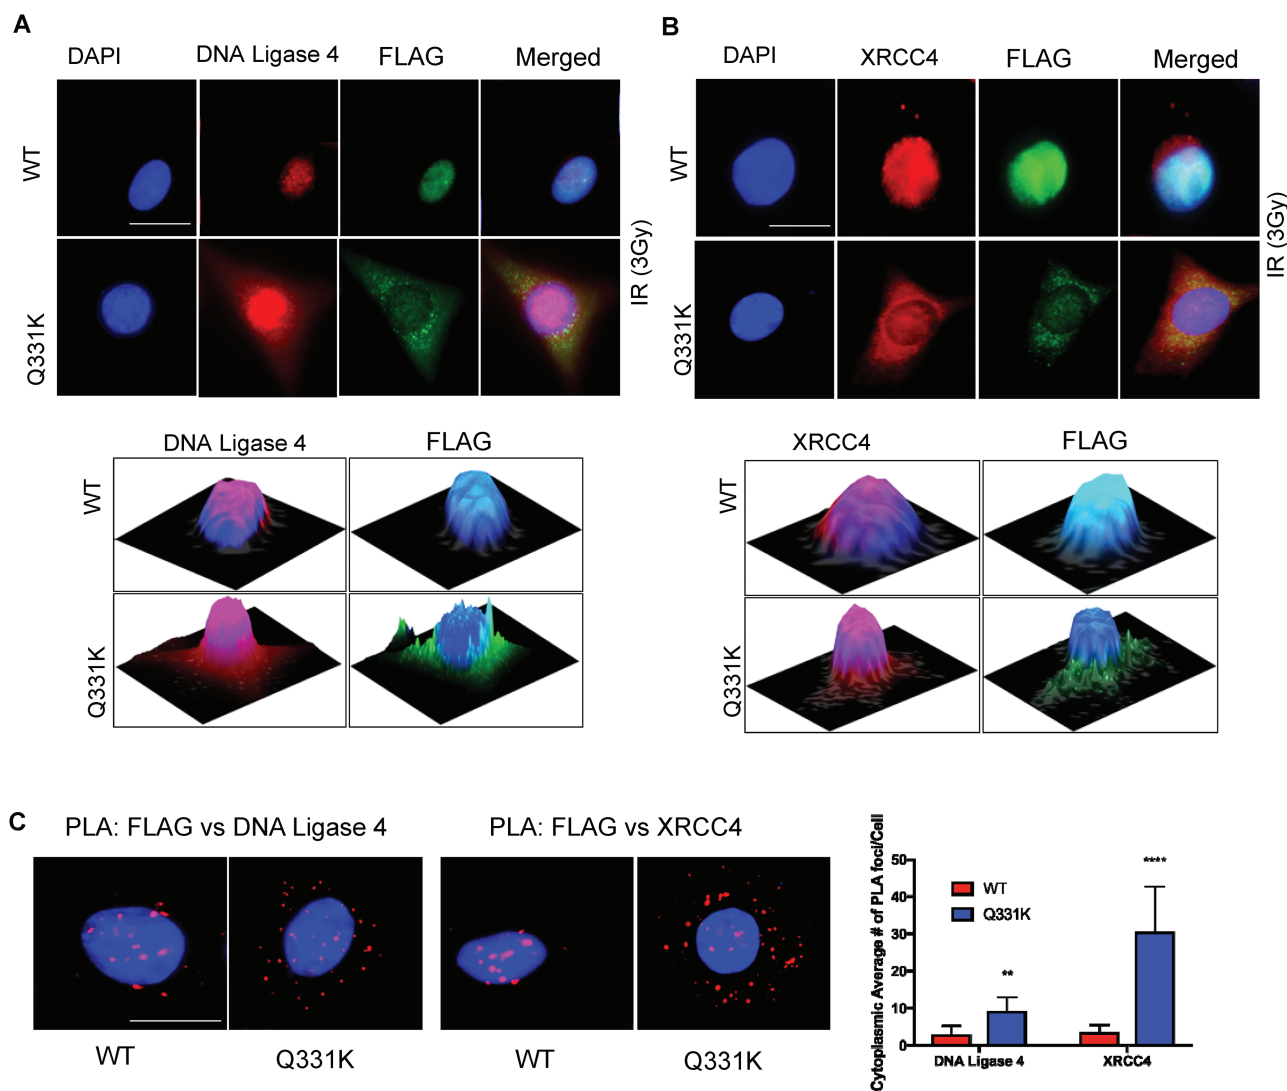 A
DAPI DNA Ligase 4 FLAG Merged
WT
Q331K
IR (3Gy)
DNA Ligase 4 FLAG
WT
Q331K
B
DAPI XRCC4 FLAG Merged
WT
Q331K
IR (3Gy)
XRCC4 FLAG
WT
Q331K
C
PLA: FLAG vs DNA Ligase 4 PLA: FLAG vs XRCC4
WT Q331K WT Q331K
Cytoplasmic Average # of PLA foci/Cell
50
40
30
20
10
0
WT
Q331K
**
****
DNA Ligase 4 XRCC4